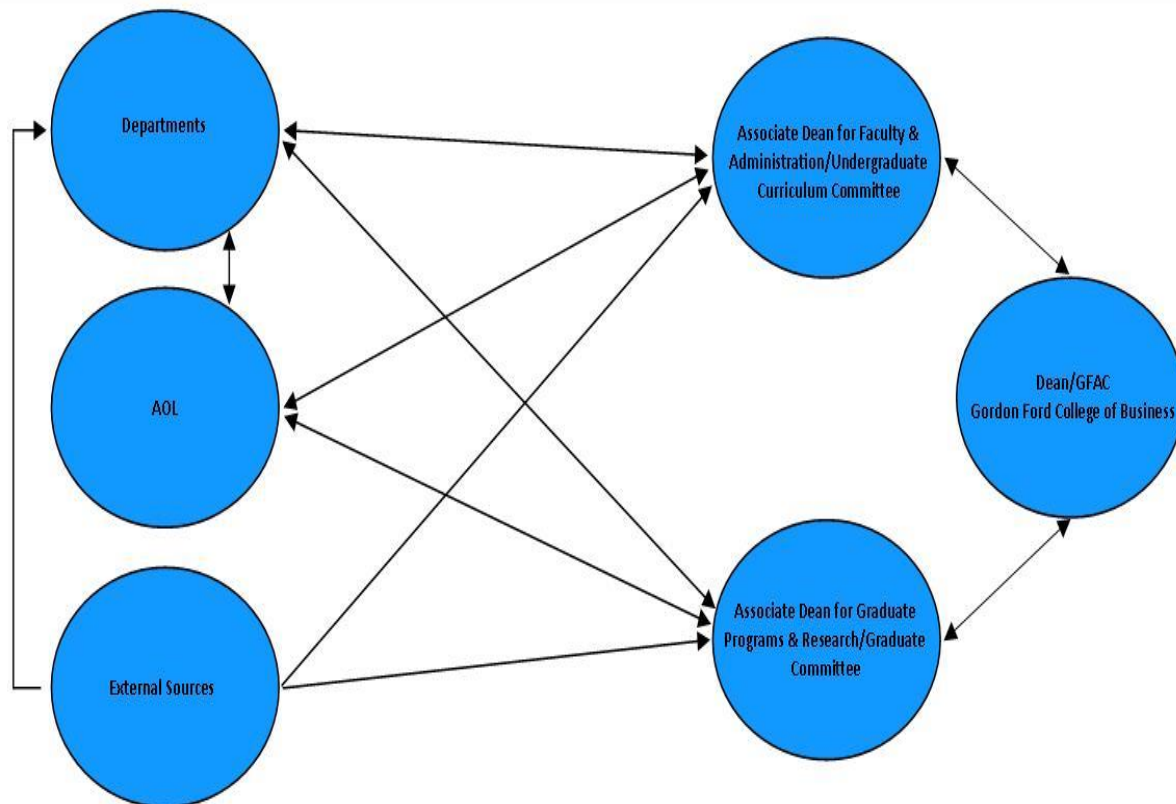 Departments
Associate Dean for Faculty &
Administration/Undergraduate
Curriculum Committee
AOL
Dean/GFAC
Gordon Ford College of Business
External Sources
Associate Dean for Graduate
Programs & Research/Graduate
Committee